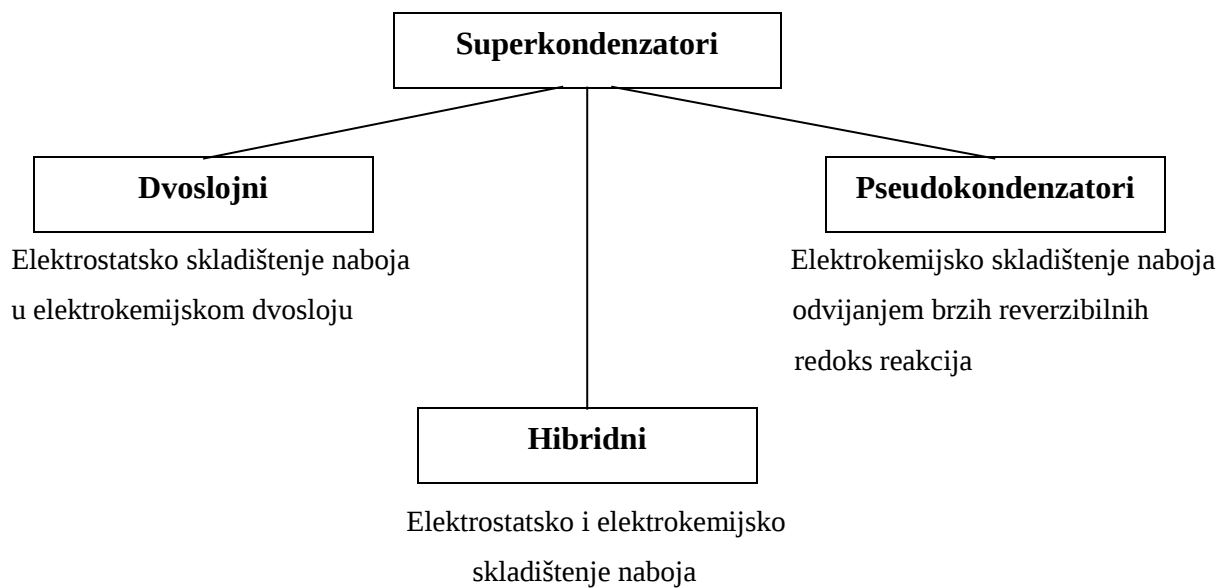 Superkondenzatori
Dvoslojni
Elektrostatsko skladištenje naboja
u elektrokemijskom dvosloju
Pseudokondenzatori
Elektrokemijsko skladištenje naboja
odvijanjem brzih reverzibilnih
redoks reakcija
Hibridni
Elektrostatsko i elektrokemijsko
skladištenje naboja